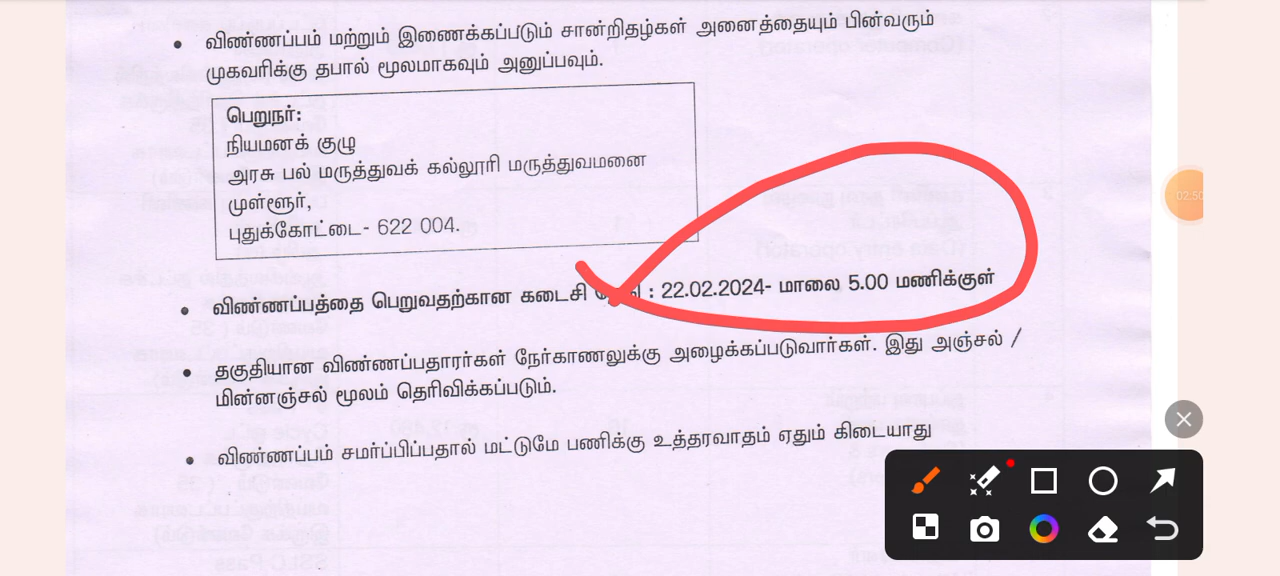 • விண்ணப்பம் மற்றும் இணைக்கப்படும் சான்றிதழ்கள் அனைத்தையும் பின்வரும்
முகவரிக்கு தபால் மூலமாகவும் அனுப்பவும்.
பெறுநர்:
நியமனக் குழு
அரசு பல் மருத்துவக் கல்லூரி மருத்துவமனை
முள்ளூர்,
புதுக்கோட்டை- 622 004.
• விண்ணப்பத்தை பெறுவதற்கான கடைசி : 22.02.2024- மாலை 5.00 மணிக்குள்
• தகுதியான விண்ணப்பதாரர்கள் நேர்காணலுக்கு அழைக்கப்படுவார்கள். இது அஞ்சல் /
மின்னஞ்சல் மூலம் தெரிவிக்கப்படும்.
• விண்ணப்பம் சமர்ப்பிப்பதால் மட்டுமே பணிக்கு உத்தரவாதம் ஏதும் கிடையாது
02:50